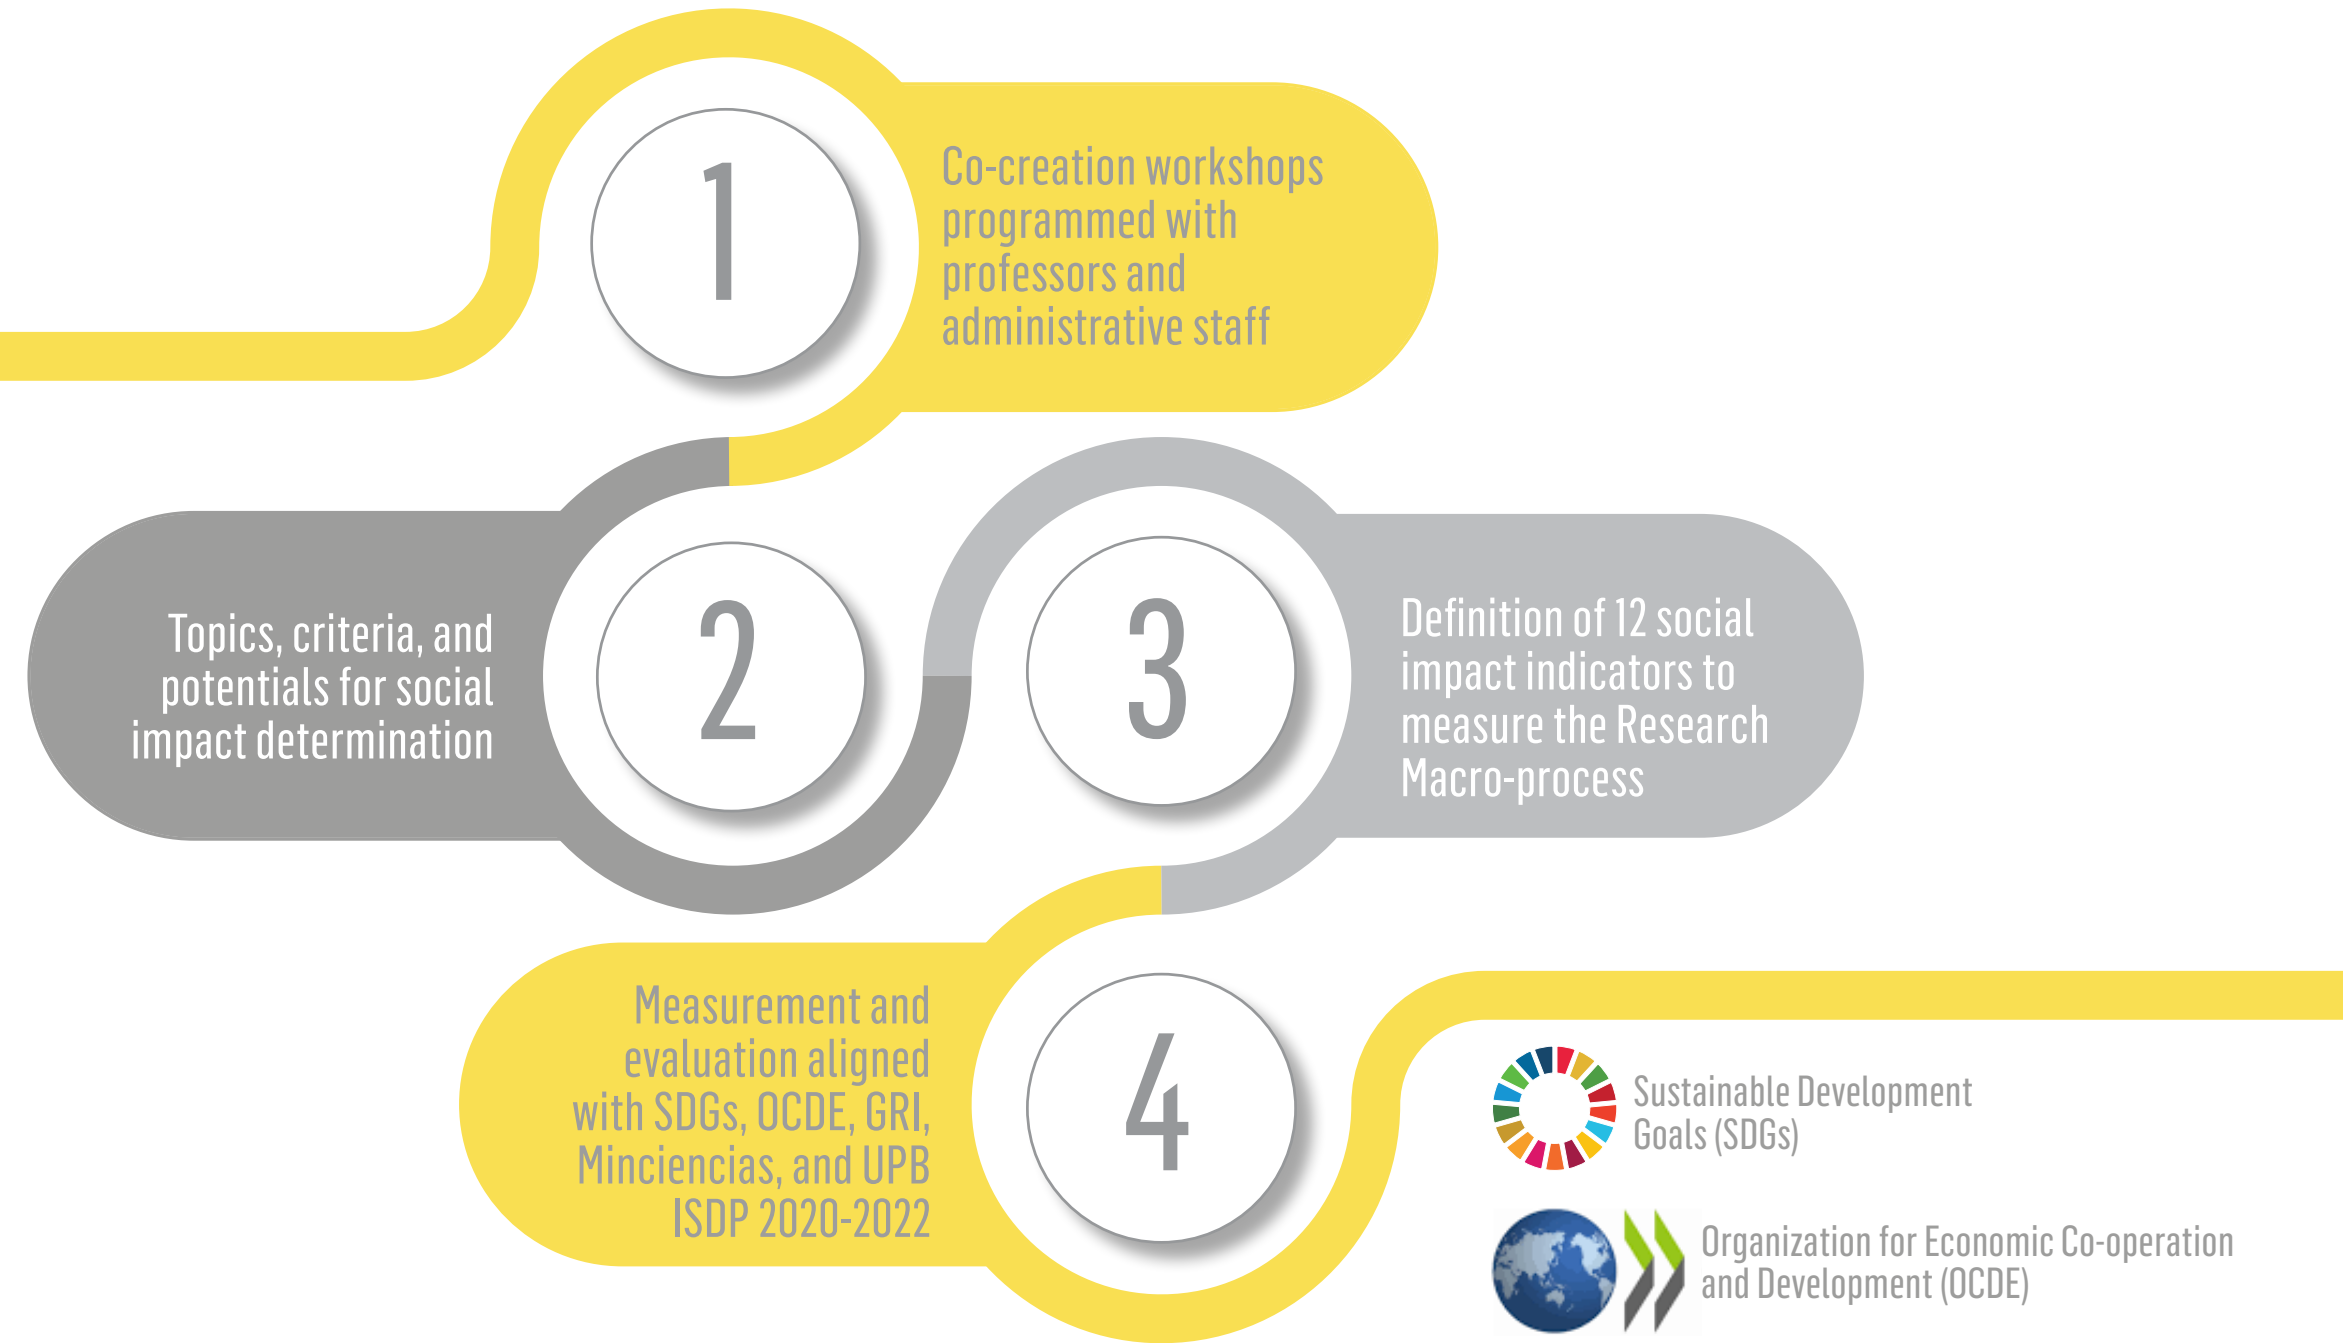 1
Co-creation workshops
programmed with
professors and
administrative staff
2
Topics, criteria, and
potentials for social
impact determination
3
Definition of 12 social
impact indicators to
measure the Research
Macro-process
4
Measurement and
evaluation aligned
with SDGs, OCDE, GRI,
Minciencias, and UPB
ISDP 2020-2022
Sustainable Development
Goals (SDGs)
Organization for Economic Co-operation
and Development (OCDE)